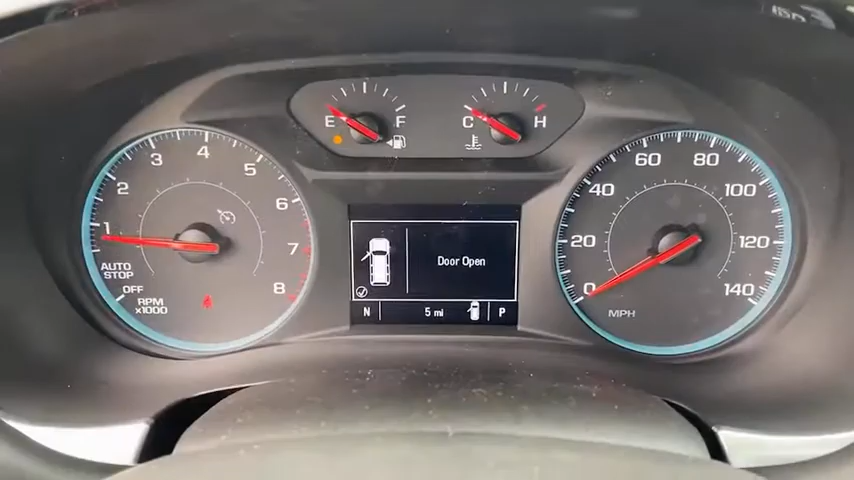 E F
C H
1 2 3 4 5 6 7 8
AUTO
STOP
OFF
RPM
x1000
Door Open
N 5 mi P
0 20 40 60 80 100 120 140
MPH